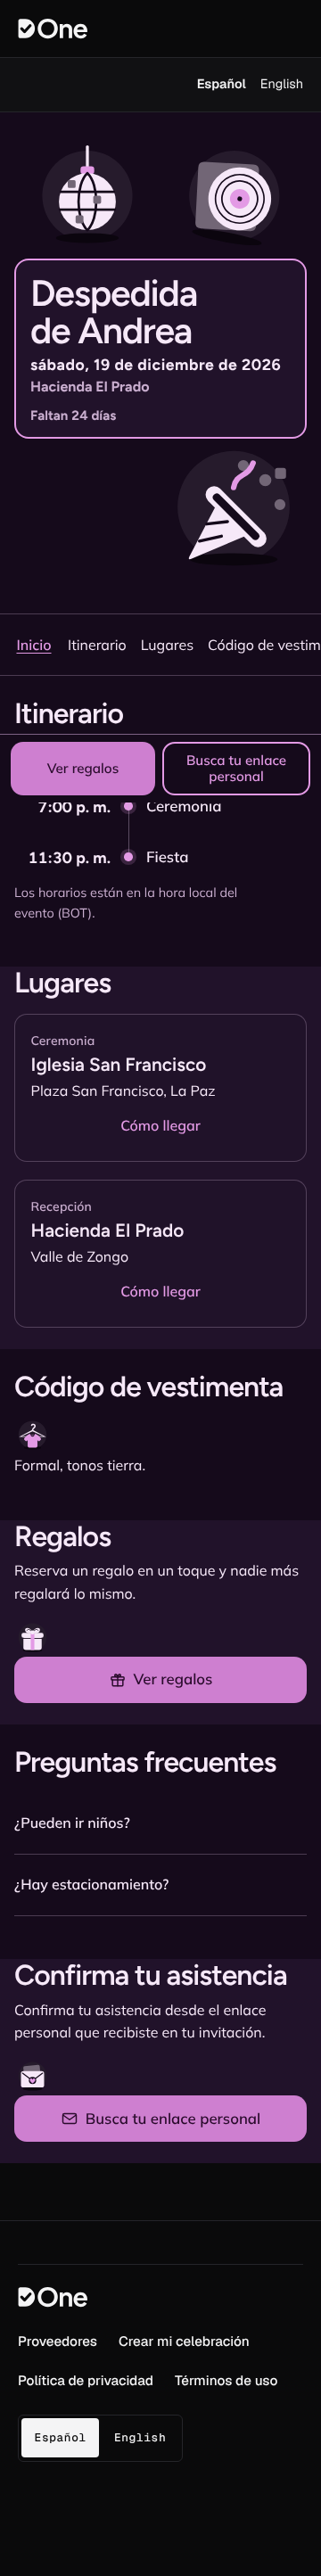 One
Español English
Despedida
de Andrea
sábado, 19 de diciembre de 2026
Hacienda El Prado
Faltan 24 días
Inicio Itinerario Lugares Código de vestim
Itinerario
Ver regalos
Busca tu enlace
personal
7:00 p. m. Ceremonia
11:30 p. m. Fiesta
Los horarios están en la hora local del
evento (BOT).
Lugares
Ceremonia
Iglesia San Francisco
Plaza San Francisco, La Paz
Cómo llegar
Recepción
Hacienda El Prado
Valle de Zongo
Cómo llegar
Código de vestimenta
Formal, tonos tierra.
Regalos
Reserva un regalo en un toque y nadie más
regalará lo mismo.
Ver regalos
Preguntas frecuentes
¿Pueden ir niños?
¿Hay estacionamiento?
Confirma tu asistencia
Confirma tu asistencia desde el enlace
personal que recibiste en tu invitación.
Busca tu enlace personal
One
Proveedores Crear mi celebración
Política de privacidad Términos de uso
Español English